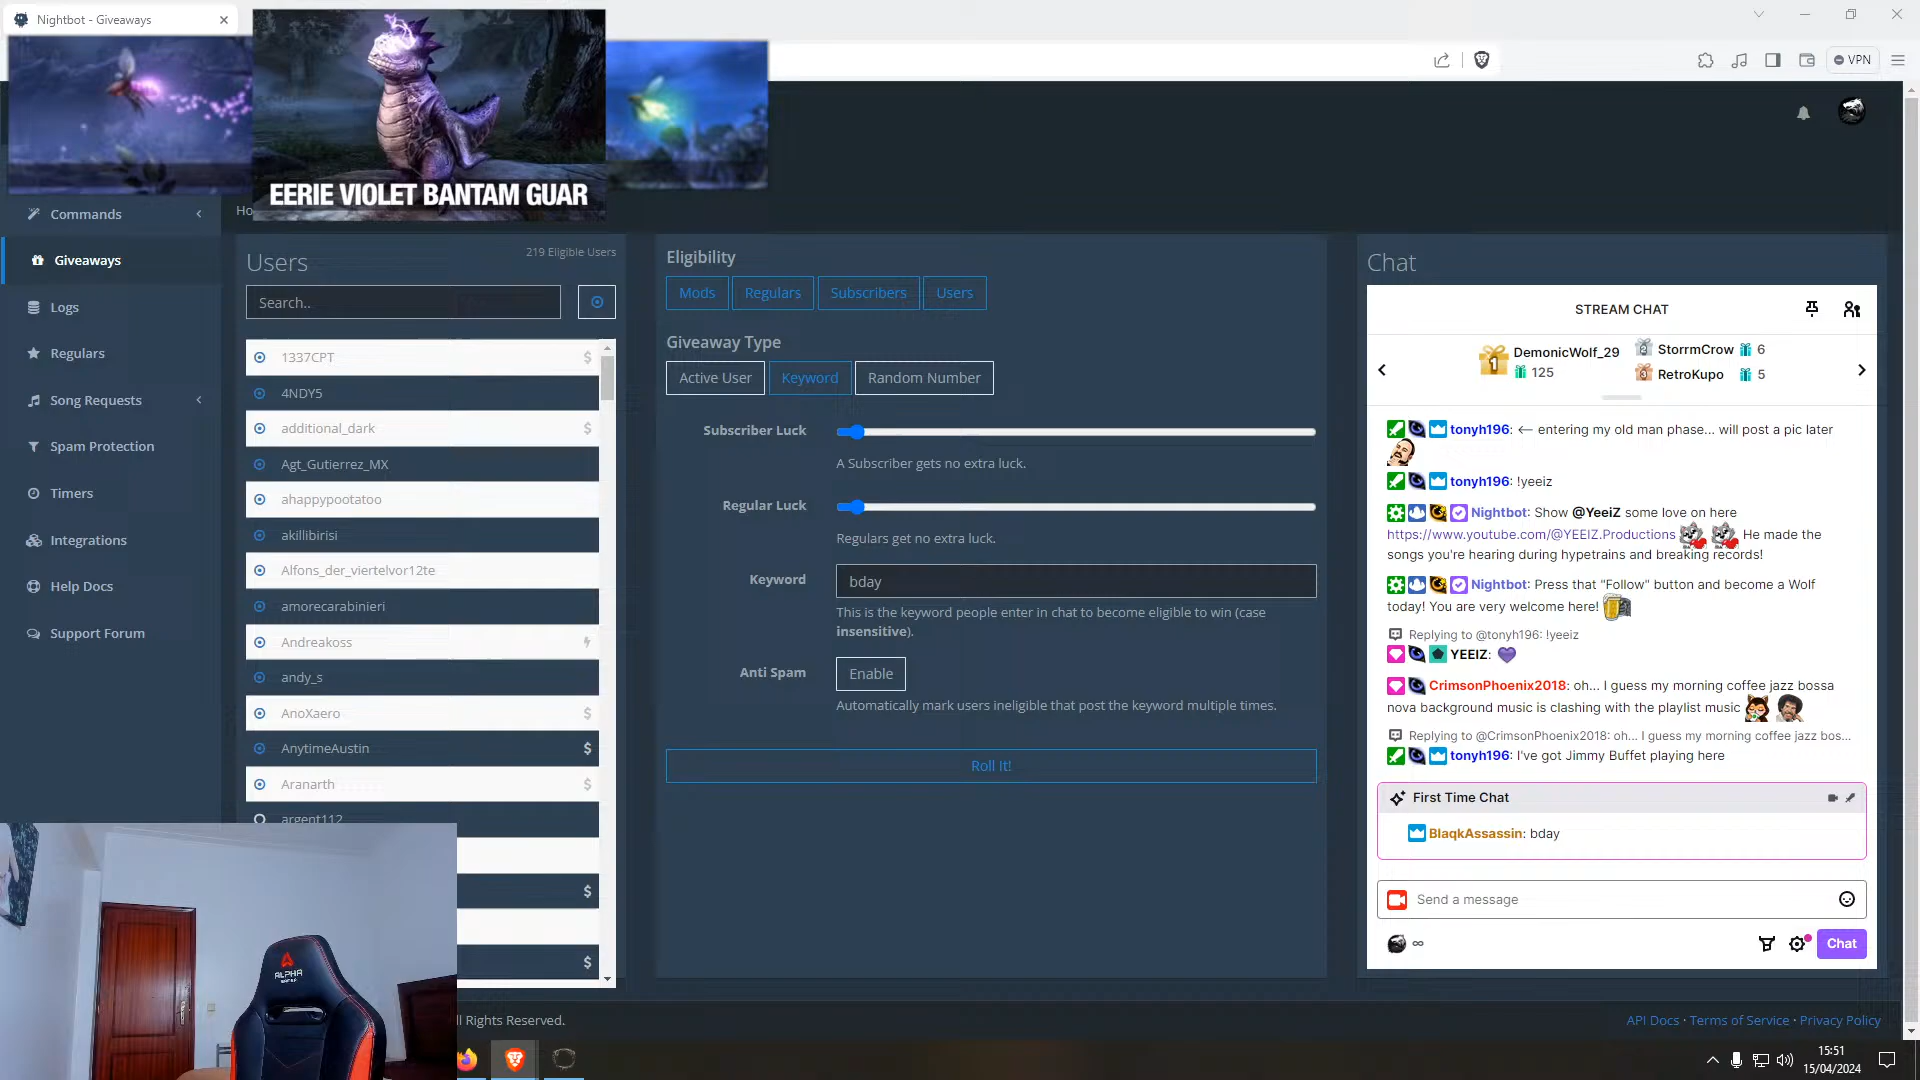 Nightbot - Giveaways
VPN
EERIE VIOLET BANTAM GUAR
Commands
Giveaways
Logs
Regulars
Song Requests
Spam Protection
Timers
Integrations
Help Docs
Support Forum
Ho
Users
219 Eligible Users
Search..
1337CPT
4NDY5
additional_dark
Agt_Gutierrez_MX
ahappypootatoo
akillibirisi
Alfons_der_viertelvor12te
amorecarabinieri
Andreakoss
andy_s
AnoXaero
AnytimeAustin
Aranarth
argent112
Eligibility
Mods Regulars Subscribers Users
Giveaway Type
Active User Keyword Random Number
Subscriber Luck
A Subscriber gets no extra luck.
Regular Luck
Regulars get no extra luck.
Keyword bday
This is the keyword people enter in chat to become eligible to win (case
insensitive).
Anti Spam Enable
Automatically mark users ineligible that post the keyword multiple times.
Roll It!
Chat
STREAM CHAT
1 DemonicWolf_29 125
2 StorrmCrow 6
3 RetroKupo 5
tonyh196: <— entering my old man phase... will post a pic later
tonyh196: !yeeiz
Nightbot: Show @YeeiZ some love on here
https://www.youtube.com/@YEEIZ.Productions He made the
songs you're hearing during hypetrains and breaking records!
Nightbot: Press that "Follow" button and become a Wolf
today! You are very welcome here!
Replying to @tonyh196: !yeeiz
YEEIZ:
CrimsonPhoenix2018: oh... I guess my morning coffee jazz bossa
nova background music is clashing with the playlist music
Replying to @CrimsonPhoenix2018: oh... I guess my morning coffee jazz bos...
tonyh196: I've got Jimmy Buffet playing here
First Time Chat
BlaqkAssassin: bday
Send a message
∞
Chat
ALPHA
ll Rights Reserved.
API Docs · Terms of Service · Privacy Policy
15:51
15/04/2024